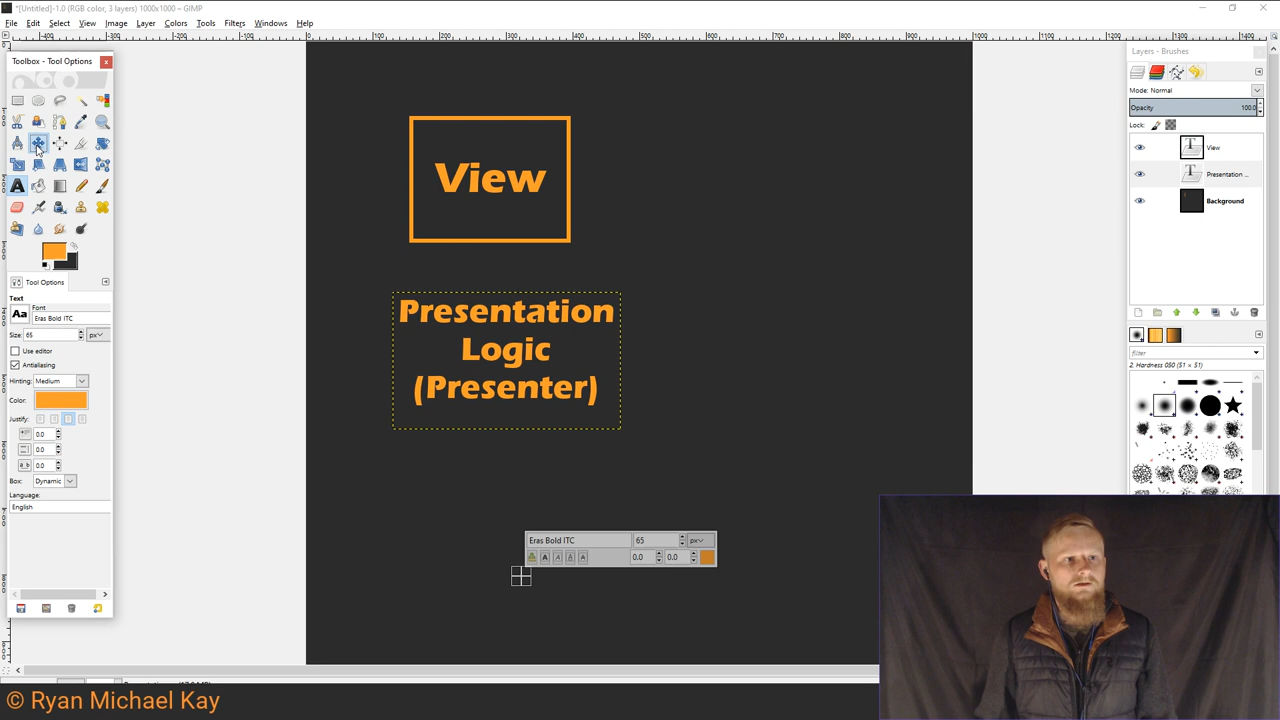 *[Untitled]-1.0 (RGB color, 3 layers) 1000x1000 – GIMP
File Edit Select View Image Layer Colors Tools Filters Windows Help
Toolbox - Tool Options
Tool Options
Text
Font
Aa
Eras Bold ITC
Size: 65 px
Use editor
Antialiasing
Hinting: Medium
Color:
Justify:
0.0
0.0
0.0
Box: Dynamic
Language:
English
View
Presentation
Logic
(Presenter)
Eras Bold ITC 65 px
0.0 0.0
Layers - Brushes
Mode: Normal
Opacity 100.0
Lock:
View
Presentation ...
Background
filter
2. Hardness 050 (51 × 51)
© Ryan Michael Kay